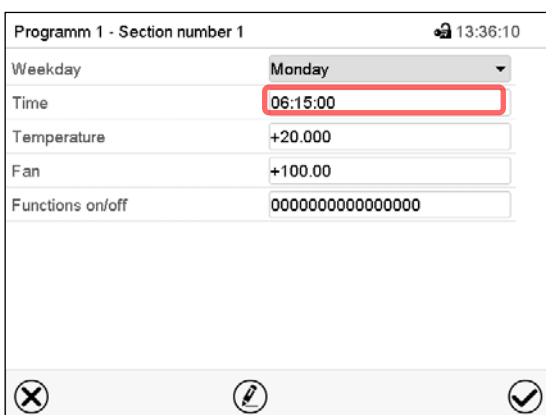 Programm 1 - Section number 1 13:36:10
Weekday Monday
Time 06:15:00
Temperature +20.000
Fan +100.00
Functions on/off 0000000000000000